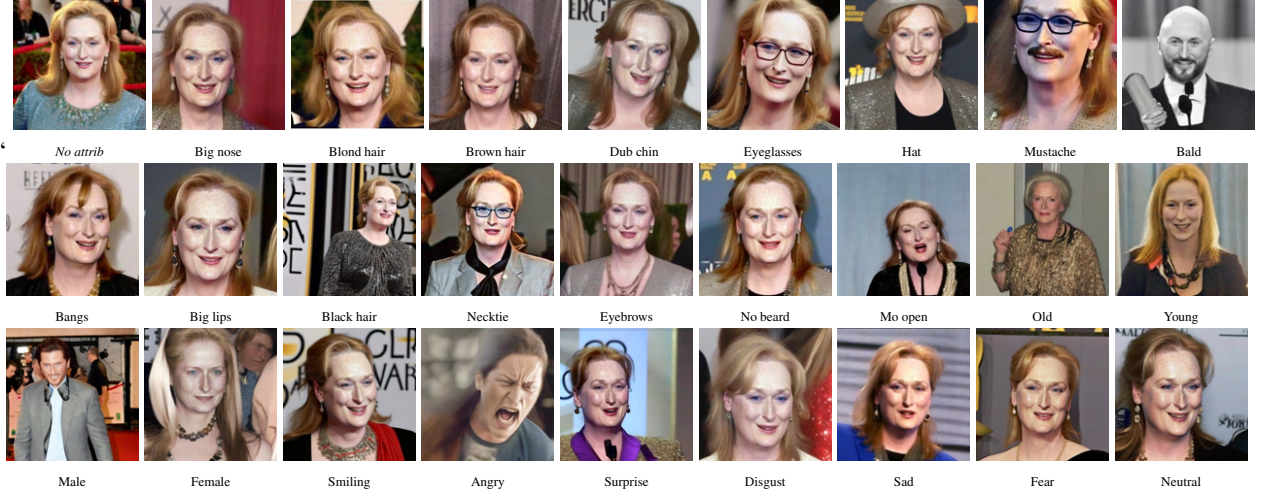 No attrib Big nose Blond hair Brown hair Dub chin Eyeglasses Hat Mustache Bald
‘
Bangs Big lips Black hair Necktie Eyebrows No beard Mo open Old Young
Male Female Smiling Angry Surprise Disgust Sad Fear Neutral